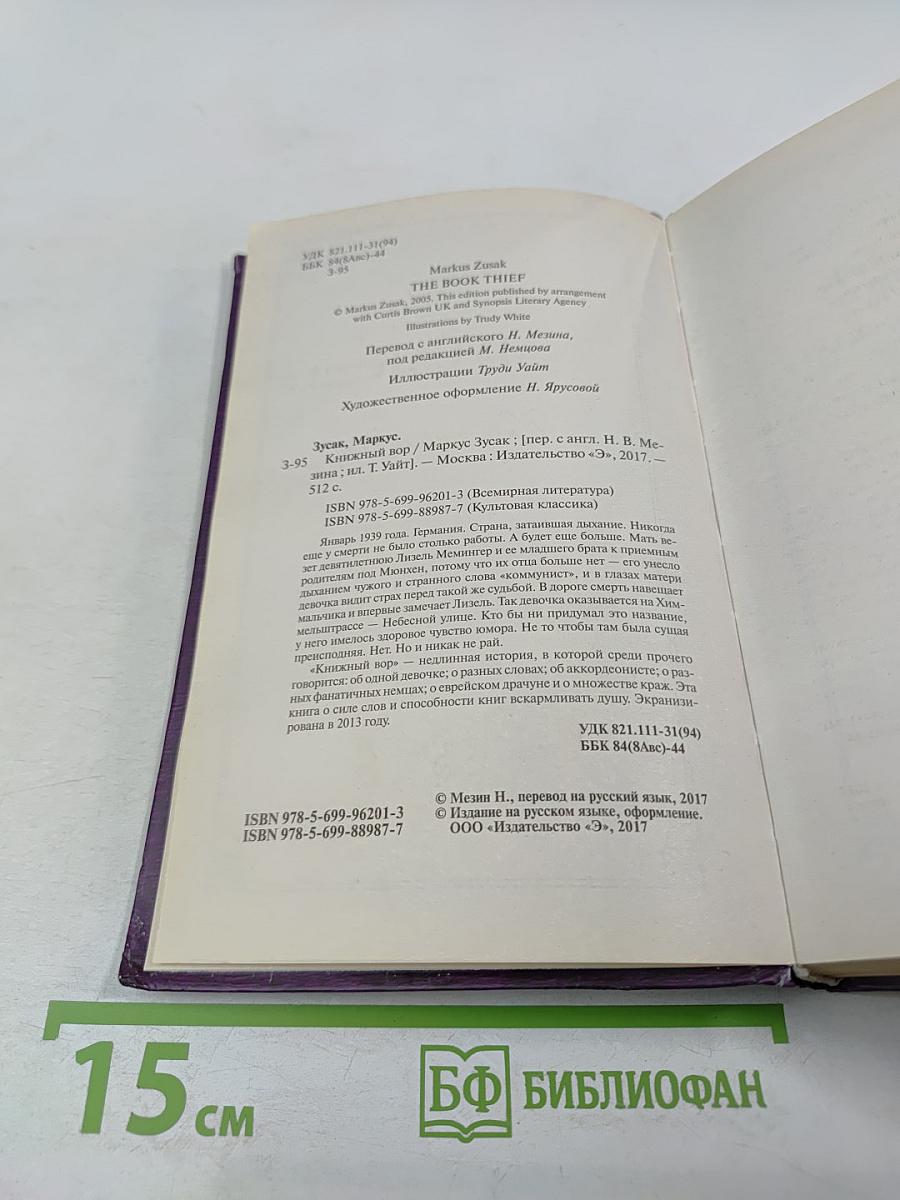 УДК 821.111-31(94)
ББК 84(8Авс)-44
З-95
Markus Zusak
THE BOOK THIEF
© Markus Zusak, 2005. This edition published by arrangement
with Curtis Brown UK and Synopsis Literary Agency
Illustrations by Trudy White
Перевод с английского Н. Мезина,
под редакцией М. Немцова
Иллюстрации Труди Уайт
Художественное оформление Н. Ярусовой
Зусак, Маркус.
З-95 Книжный вор / Маркус Зусак ; [пер. с англ. Н. В. Ме-
зина ; ил. Т. Уайт]. — Москва : Издательство «Э», 2017. —
512 с.
ISBN 978-5-699-96201-3 (Всемирная литература)
ISBN 978-5-699-88987-7 (Культовая классика)
Январь 1939 года. Германия. Страна, затаившая дыхание. Никогда
еще у смерти не было столько работы. А будет еще больше. Мать ве-
зет девятилетнюю Лизель Мемингер и ее младшего брата к приемным
родителям под Мюнхен, потому что их отца больше нет — его унесло
дыханием чужого и странного слова «коммунист», и в глазах матери
девочка видит страх перед такой же судьбой. В дороге смерть навещает
мальчика и впервые замечает Лизель. Так девочка оказывается на Хим-
мельштрассе — Небесной улице. Кто бы ни придумал это название,
у него имелось здоровое чувство юмора. Не то чтобы там была сущая
преисподняя. Нет. Но и никак не рай.
«Книжный вор» — недлинная история, в которой среди прочего
говорится: об одной девочке; о разных словах; об аккордеонисте; о раз-
ных фанатичных немцах; о еврейском драчуне и о множестве краж. Эта
книга о силе слов и способности книг вскармливать душу. Экранизи-
рована в 2013 году.
УДК 821.111-31(94)
ББК 84(8Авс)-44
ISBN 978-5-699-96201-3
ISBN 978-5-699-88987-7
© Мезин Н., перевод на русский язык, 2017
© Издание на русском языке, оформление.
ООО «Издательство «Э», 2017
15 см
БФ БИБЛИОФАН